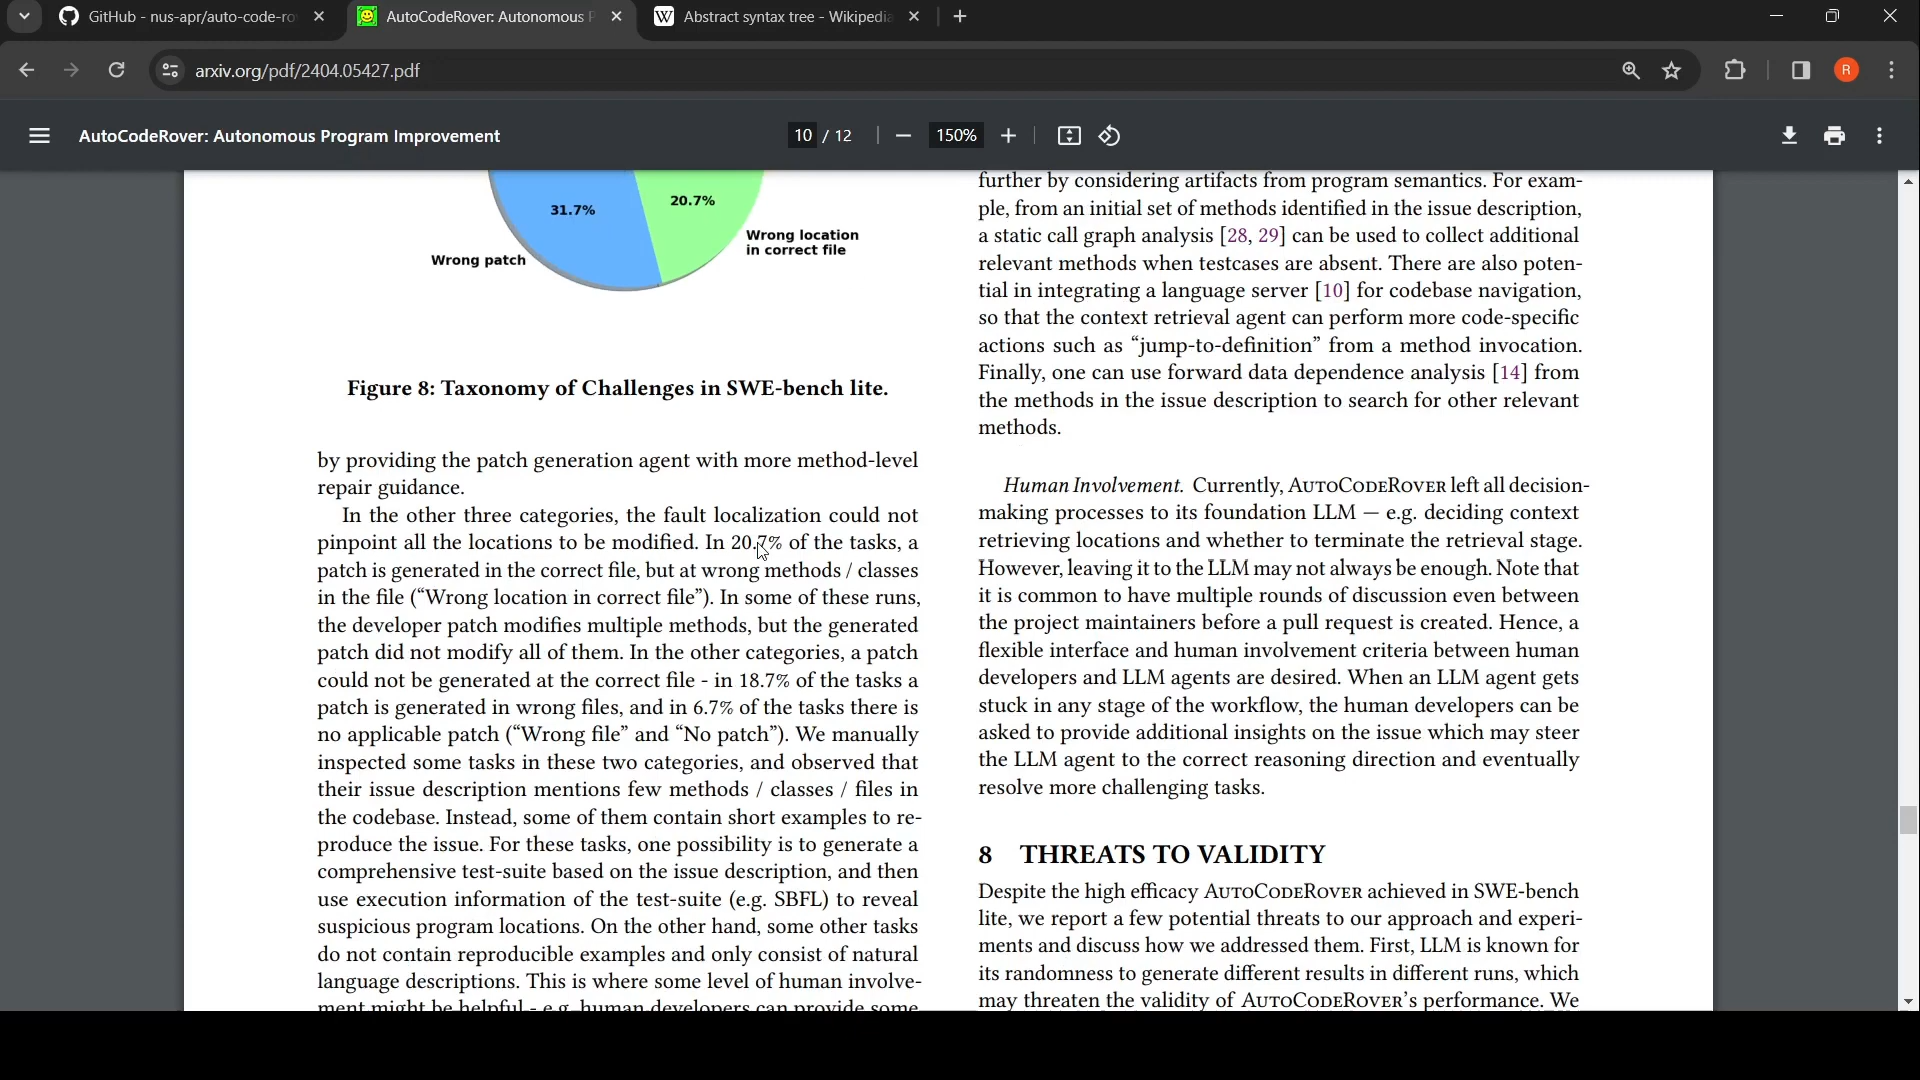 GitHub - nus-apr/auto-code-ro
AutoCodeRover: Autonomous P
W Abstract syntax tree - Wikipedia
arxiv.org/pdf/2404.05427.pdf
R
AutoCodeRover: Autonomous Program Improvement
10 / 12
150%
31.7%
20.7%
Wrong patch
Wrong location
in correct file
Figure 8: Taxonomy of Challenges in SWE-bench lite.
by providing the patch generation agent with more method-level
repair guidance.
In the other three categories, the fault localization could not
pinpoint all the locations to be modified. In 20.7% of the tasks, a
patch is generated in the correct file, but at wrong methods / classes
in the file (“Wrong location in correct file”). In some of these runs,
the developer patch modifies multiple methods, but the generated
patch did not modify all of them. In the other categories, a patch
could not be generated at the correct file - in 18.7% of the tasks a
patch is generated in wrong files, and in 6.7% of the tasks there is
no applicable patch (“Wrong file” and “No patch”). We manually
inspected some tasks in these two categories, and observed that
their issue description mentions few methods / classes / files in
the codebase. Instead, some of them contain short examples to re-
produce the issue. For these tasks, one possibility is to generate a
comprehensive test-suite based on the issue description, and then
use execution information of the test-suite (e.g. SBFL) to reveal
suspicious program locations. On the other hand, some other tasks
do not contain reproducible examples and only consist of natural
language descriptions. This is where some level of human involve-
ment might be helpful - e.g. human developers can provide some
further by considering artifacts from program semantics. For exam-
ple, from an initial set of methods identified in the issue description,
a static call graph analysis [28, 29] can be used to collect additional
relevant methods when testcases are absent. There are also poten-
tial in integrating a language server [10] for codebase navigation,
so that the context retrieval agent can perform more code-specific
actions such as “jump-to-definition” from a method invocation.
Finally, one can use forward data dependence analysis [14] from
the methods in the issue description to search for other relevant
methods.
Human Involvement. Currently, AutoCodeRover left all decision-
making processes to its foundation LLM — e.g. deciding context
retrieving locations and whether to terminate the retrieval stage.
However, leaving it to the LLM may not always be enough. Note that
it is common to have multiple rounds of discussion even between
the project maintainers before a pull request is created. Hence, a
flexible interface and human involvement criteria between human
developers and LLM agents are desired. When an LLM agent gets
stuck in any stage of the workflow, the human developers can be
asked to provide additional insights on the issue which may steer
the LLM agent to the correct reasoning direction and eventually
resolve more challenging tasks.
8 THREATS TO VALIDITY
Despite the high efficacy AutoCodeRover achieved in SWE-bench
lite, we report a few potential threats to our approach and experi-
ments and discuss how we addressed them. First, LLM is known for
its randomness to generate different results in different runs, which
may threaten the validity of AutoCodeRover’s performance. We